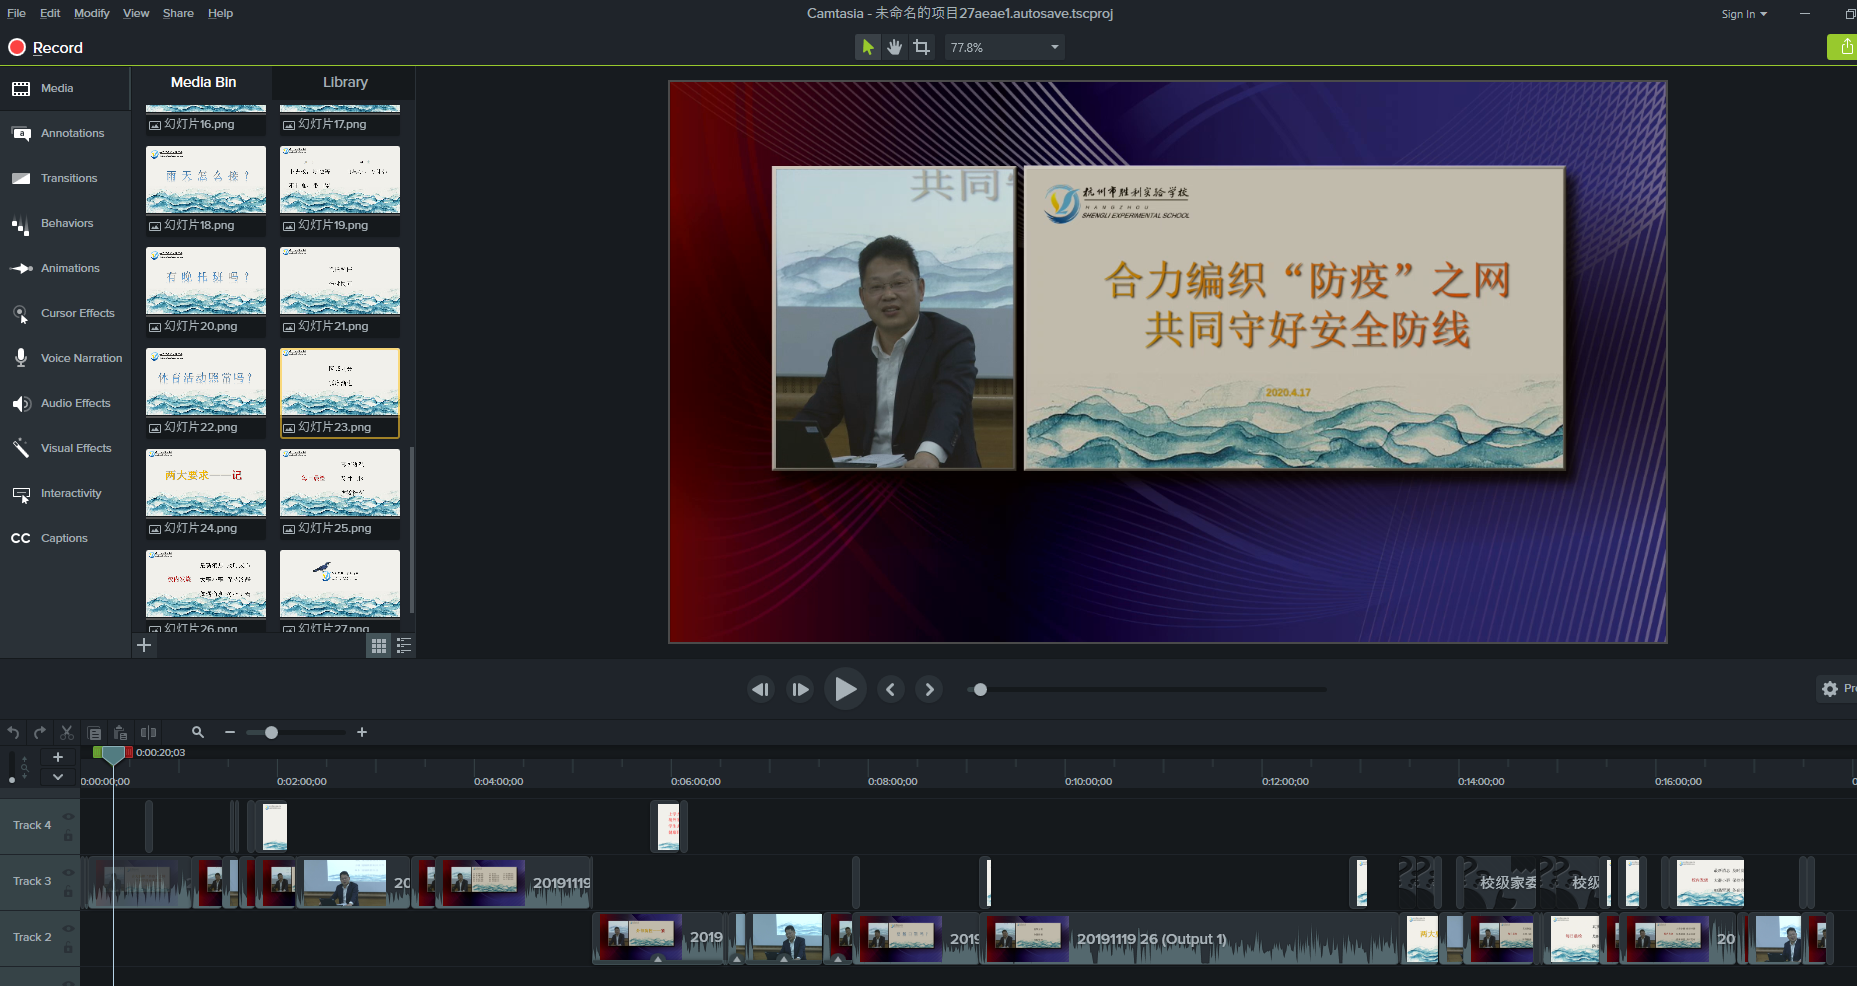 File Edit Modify View Share Help
Camtasia - 未命名的项目27aeae1.autosave.tscproj
Sign In
Record
77.8%
Media
Annotations
Transitions
Behaviors
Animations
Cursor Effects
Voice Narration
Audio Effects
Visual Effects
Interactivity
CC Captions
Media Bin
Library
幻灯片16.png
幻灯片17.png
雨天怎么接？
幻灯片18.png
幻灯片19.png
有晚托班吗？
幻灯片20.png
幻灯片21.png
体育活动照常吗？
幻灯片22.png
幻灯片23.png
两大要求——记
幻灯片24.png
幻灯片25.png
幻灯片26.png
幻灯片27.png
共同
杭州市胜利实验学校
HANGZHOU
SHENGLI EXPERIMENTAL SCHOOL
合力编织“防疫”之网
共同守好安全防线
2020.4.17
0:00:20;03
0:00:00;00
0:02:00;00
0:04:00;00
0:06:00;00
0:08:00;00
0:10:00;00
0:12:00;00
0:14:00;00
0:16:00;00
Track 4
Track 3
20
20191119
校级家委
校级
Track 2
2019
2019
20191119 26 (Output 1)
20